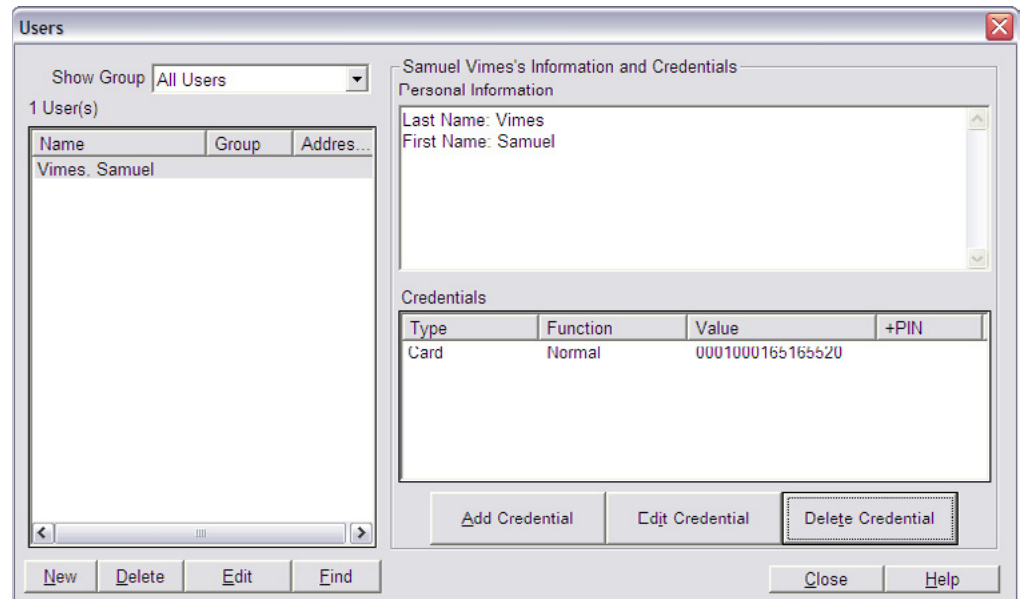 Users
Show Group All Users
1 User(s)
Name Group Addres...
Vimes, Samuel
Samuel Vimes's Information and Credentials
Personal Information
Last Name: Vimes
First Name: Samuel
Credentials
Type Function Value +PIN
Card Normal 0001000165165520
Add Credential Edit Credential Delete Credential
New Delete Edit Find
Close Help